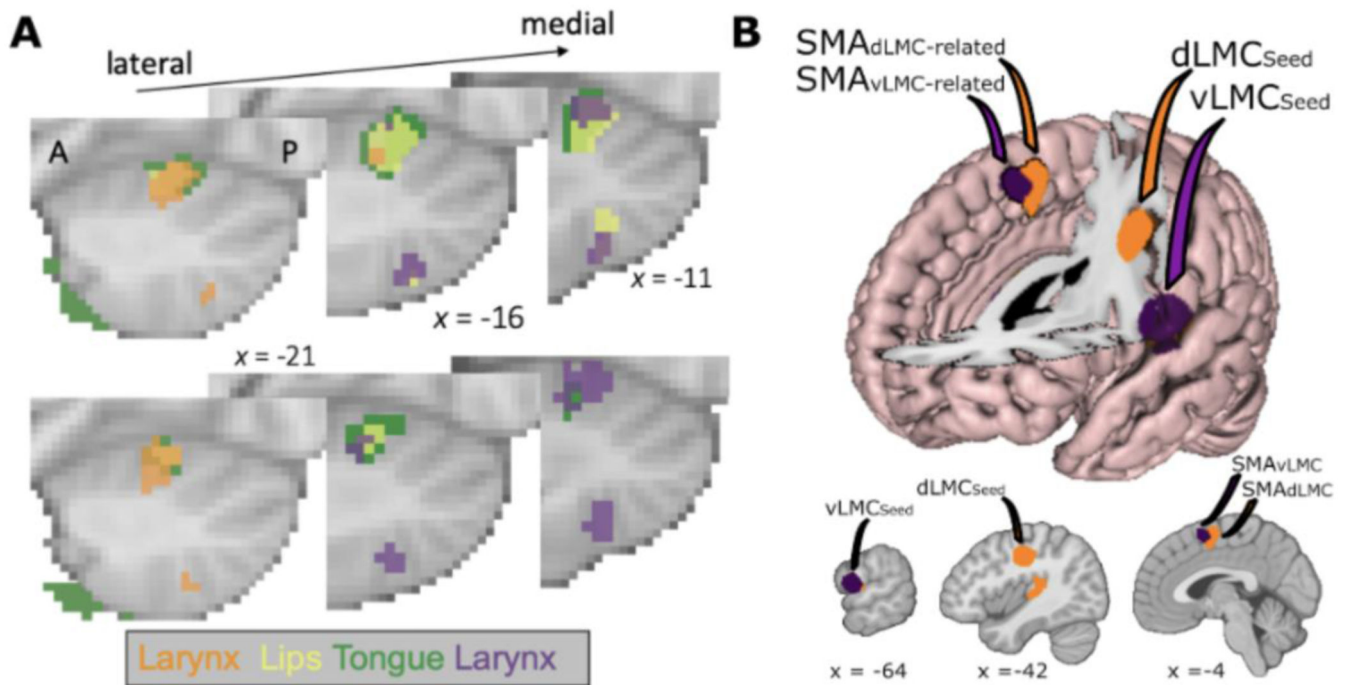 A
lateral
medial
A
P
x = -11
x = -16
x = -21
Larynx Lips Tongue Larynx
B
SMAdLMC-related
SMAvLMC-related
dLMCSeed
vLMCSeed
vLMCSeed
dLMCSeed
SMAvLMC
SMAdLMC
x = -64
x = -42
x =-4